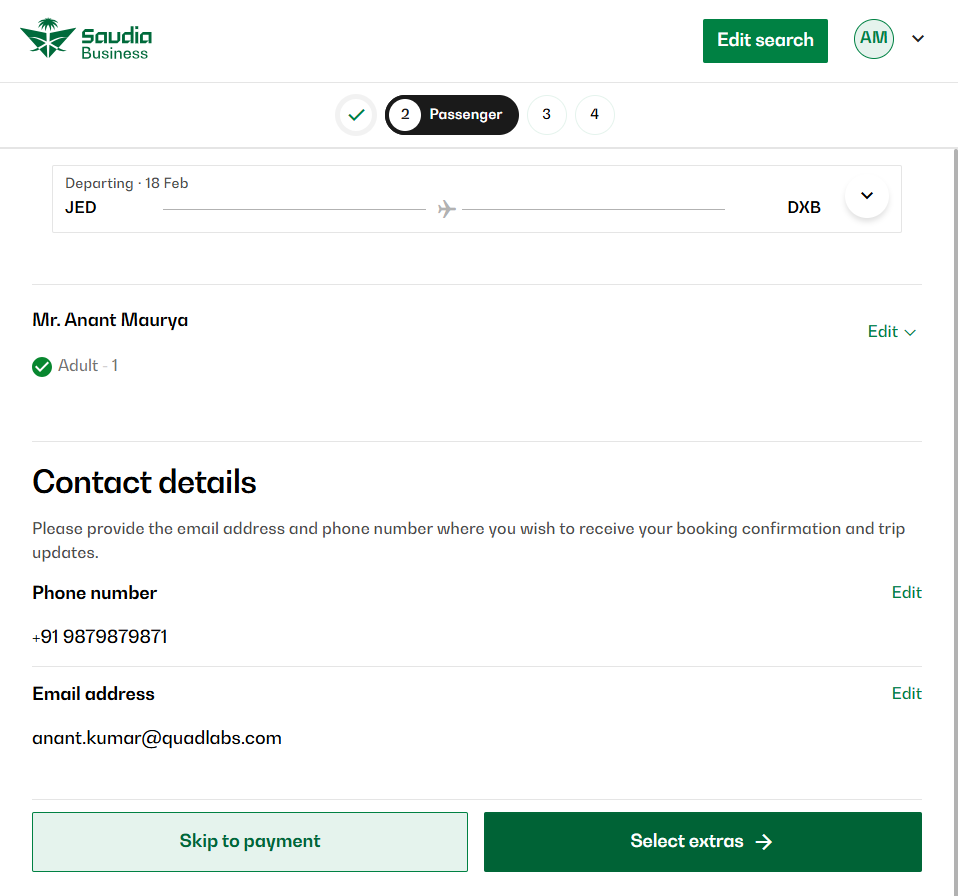 Saudia
Business
Edit search
AM
2 Passenger 3 4
Departing · 18 Feb
JED DXB
Mr. Anant Maurya
Edit
Adult - 1
Contact details
Please provide the email address and phone number where you wish to receive your booking confirmation and trip
updates.
Phone number Edit
+91 9879879871
Email address Edit
anant.kumar@quadlabs.com
Skip to payment Select extras